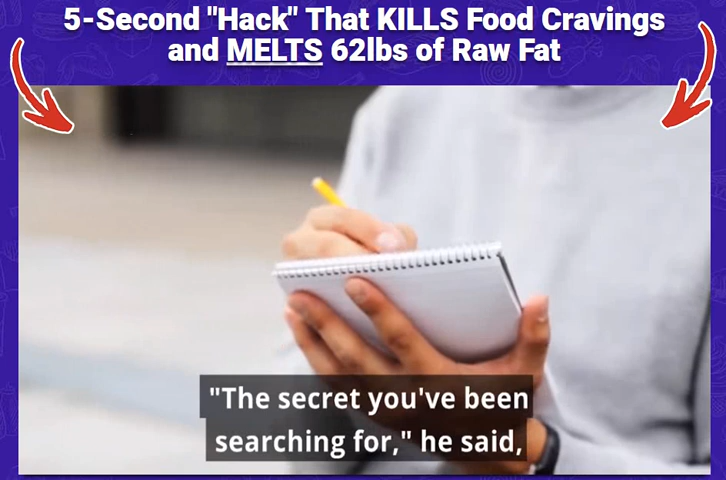 5-Second "Hack" That KILLS Food Cravings
and MELTS 62lbs of Raw Fat
"The secret you've been
searching for," he said,